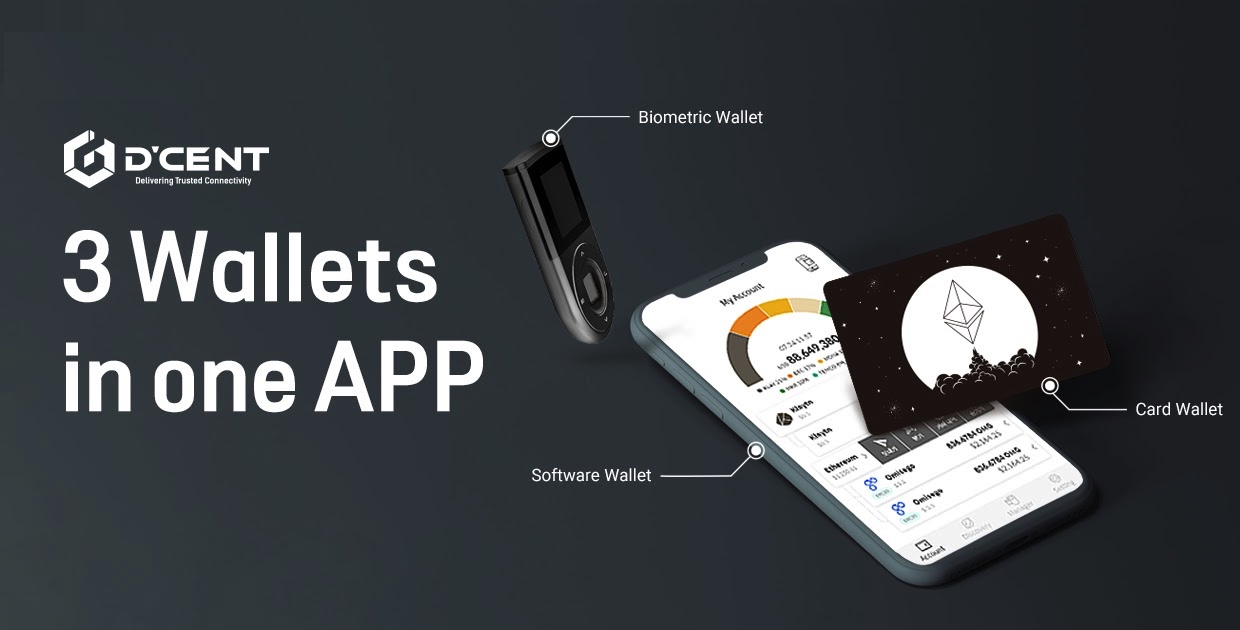 D'CENT
Delivering Trusted Connectivity
3 Wallets
in one APP
Biometric Wallet
Card Wallet
Software Wallet
My Account
88,649,380
Klaytn
Klaytn
Ethereum
Omisego
636.6784 OMG
$2,164.25
Omisego
636.6784 OMG
$2,164.25
Account
Discovery
Manager
Setting